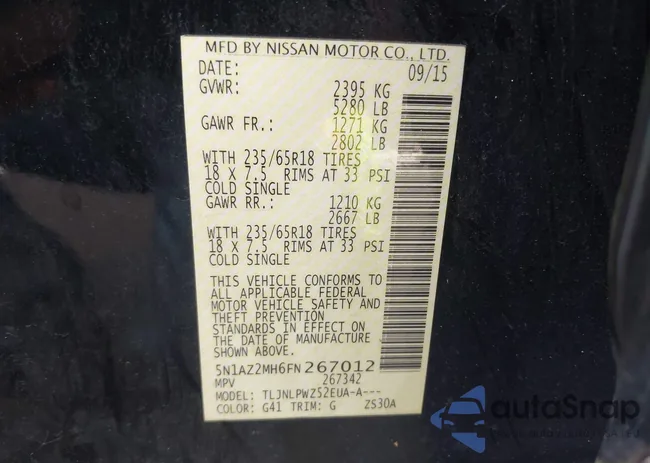 MFD BY NISSAN MOTOR CO., LTD.
DATE: 09/15
GVWR: 2395 KG
5280 LB
GAWR FR.: 1271 KG
2802 LB
WITH 235/65R18 TIRES
18 X 7.5 RIMS AT 33 PSI
COLD SINGLE
GAWR RR.: 1210 KG
2667 LB
WITH 235/65R18 TIRES
18 X 7.5 RIMS AT 33 PSI
COLD SINGLE
THIS VEHICLE CONFORMS TO
ALL APPLICABLE FEDERAL
MOTOR VEHICLE SAFETY AND
THEFT PREVENTION
STANDARDS IN EFFECT ON
THE DATE OF MANUFACTURE
SHOWN ABOVE.
5N1AZ2MH6FN267012
MPV 267342
MODEL: TLJNLPWZ52EUA-A---
COLOR: G41 TRIM: G ZS30A
autoSnap